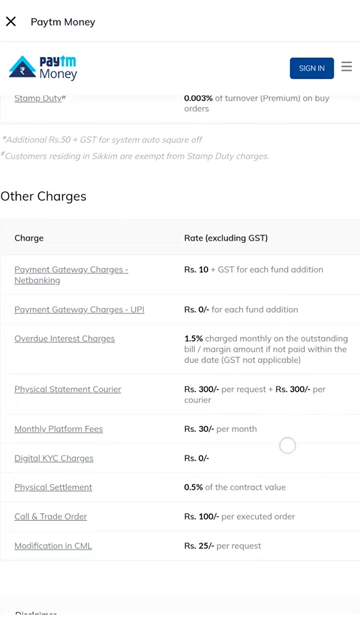 Paytm Money
paytm
Money
SIGN IN
Stamp Duty#
0.003% of turnover (Premium) on buy
orders
*Additional Rs.50 + GST for system auto square off
#Customers residing in Sikkim are exempt from Stamp Duty charges.
Other Charges
Charge
Rate (excluding GST)
Payment Gateway Charges -
Netbanking
Rs. 10 + GST for each fund addition
Payment Gateway Charges - UPI
Rs. 0/- for each fund addition
Overdue Interest Charges
1.5% charged monthly on the outstanding
bill / margin amount if not paid within the
due date (GST not applicable)
Physical Statement Courier
Rs. 300/- per request + Rs. 300/- per
courier
Monthly Platform Fees
Rs. 30/- per month
Digital KYC Charges
Rs. 0/-
Physical Settlement
0.5% of the contract value
Call & Trade Order
Rs. 100/- per executed order
Modification in CML
Rs. 25/- per request
Disclaimer